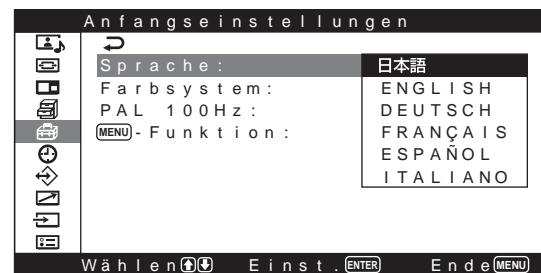 Anfangseinstellungen
Sprache:
日本語
Farbsystem:
ENGLISH
PAL 100Hz:
DEUTSCH
MENU-Funktion:
FRANÇAIS
ESPAÑOL
ITALIANO
Wählen Einst. ENTER Ende MENU